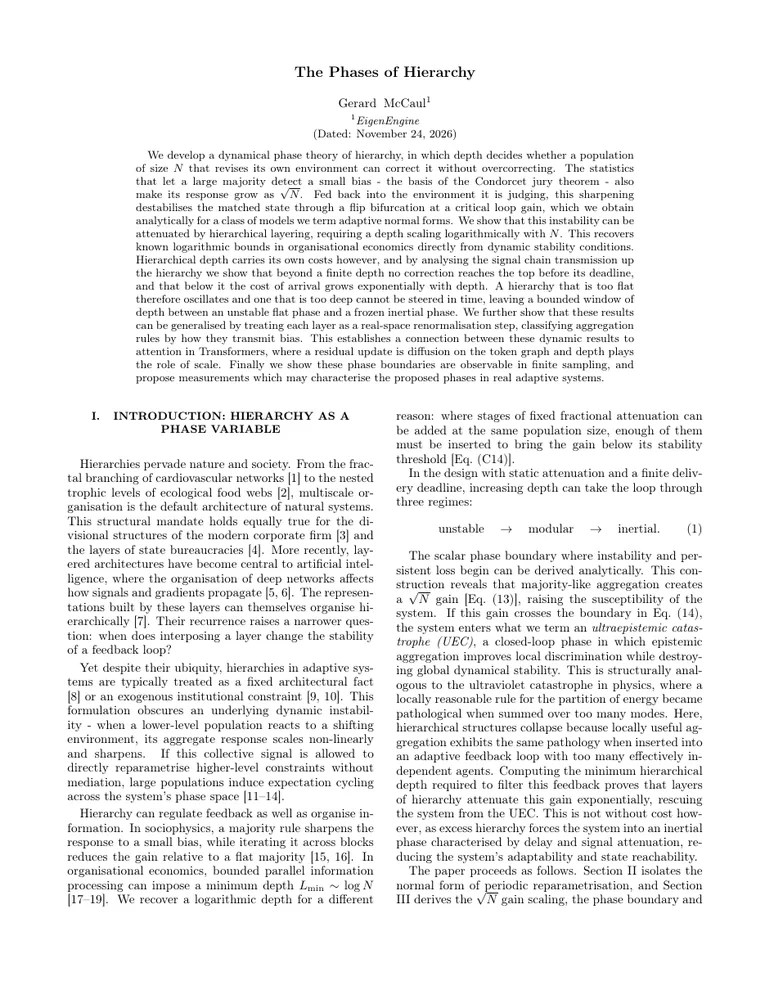 The Phases of Hierarchy
Gerard McCaul¹
¹EigenEngine
(Dated: November 24, 2026)
We develop a dynamical phase theory of hierarchy, in which depth decides whether a population
of size N that revises its own environment can correct it without overcorrecting. The statistics
that let a large majority detect a small bias - the basis of the Condorcet jury theorem - also
make its response grow as √N. Fed back into the environment it is judging, this sharpening
destabilises the matched state through a flip bifurcation at a critical loop gain, which we obtain
analytically for a class of models we term adaptive normal forms. We show that this instability can be
attenuated by hierarchical layering, requiring a depth scaling logarithmically with N. This recovers
known logarithmic bounds in organisational economics directly from dynamic stability conditions.
Hierarchical depth carries its own costs however, and by analysing the signal chain transmission up
the hierarchy we show that beyond a finite depth no correction reaches the top before its deadline,
and that below it the cost of arrival grows exponentially with depth. A hierarchy that is too flat
therefore oscillates and one that is too deep cannot be steered in time, leaving a bounded window of
depth between an unstable flat phase and a frozen inertial phase. We further show that these results
can be generalised by treating each layer as a real-space renormalisation step, classifying aggregation
rules by how they transmit bias. This establishes a connection between these dynamic results to
attention in Transformers, where a residual update is diffusion on the token graph and depth plays
the role of scale. Finally we show these phase boundaries are observable in finite sampling, and
propose measurements which may characterise the proposed phases in real adaptive systems.
I. INTRODUCTION: HIERARCHY AS A
PHASE VARIABLE
Hierarchies pervade nature and society. From the frac-
tal branching of cardiovascular networks [1] to the nested
trophic levels of ecological food webs [2], multiscale or-
ganisation is the default architecture of natural systems.
This structural mandate holds equally true for the di-
visional structures of the modern corporate firm [3] and
the layers of state bureaucracies [4]. More recently, lay-
ered architectures have become central to artificial intel-
ligence, where the organisation of deep networks affects
how signals and gradients propagate [5, 6]. The represen-
tations built by these layers can themselves organise hi-
erarchically [7]. Their recurrence raises a narrower ques-
tion: when does interposing a layer change the stability
of a feedback loop?
Yet despite their ubiquity, hierarchies in adaptive sys-
tems are typically treated as a fixed architectural fact
[8] or an exogenous institutional constraint [9, 10]. This
formulation obscures an underlying dynamic instabil-
ity - when a lower-level population reacts to a shifting
environment, its aggregate response scales non-linearly
and sharpens. If this collective signal is allowed to
directly reparametrise higher-level constraints without
mediation, large populations induce expectation cycling
across the system's phase space [11–14].
Hierarchy can regulate feedback as well as organise in-
formation. In sociophysics, a majority rule sharpens the
response to a small bias, while iterating it across blocks
reduces the gain relative to a flat majority [15, 16]. In
organisational economics, bounded parallel information
processing can impose a minimum depth Lmin ∼ log N
[17–19]. We recover a logarithmic depth for a different
reason: where stages of fixed fractional attenuation can
be added at the same population size, enough of them
must be inserted to bring the gain below its stability
threshold [Eq. (C14)].
In the design with static attenuation and a finite deliv-
ery deadline, increasing depth can take the loop through
three regimes:
unstable → modular → inertial. (1)
The scalar phase boundary where instability and per-
sistent loss begin can be derived analytically. This con-
struction reveals that majority-like aggregation creates
a √N gain [Eq. (13)], raising the susceptibility of the
system. If this gain crosses the boundary in Eq. (14),
the system enters what we term an ultraepistemic catas-
trophe (UEC), a closed-loop phase in which epistemic
aggregation improves local discrimination while destroy-
ing global dynamical stability. This is structurally anal-
ogous to the ultraviolet catastrophe in physics, where a
locally reasonable rule for the partition of energy became
pathological when summed over too many modes. Here,
hierarchical structures collapse because locally useful ag-
gregation exhibits the same pathology when inserted into
an adaptive feedback loop with too many effectively in-
dependent agents. Computing the minimum hierarchical
depth required to filter this feedback proves that layers
of hierarchy attenuate this gain exponentially, rescuing
the system from the UEC. This is not without cost how-
ever, as excess hierarchy forces the system into an inertial
phase characterised by delay and signal attenuation, re-
ducing the system's adaptability and state reachability.
The paper proceeds as follows. Section II isolates the
normal form of periodic reparametrisation, and Section
III derives the √N gain scaling, the phase boundary and